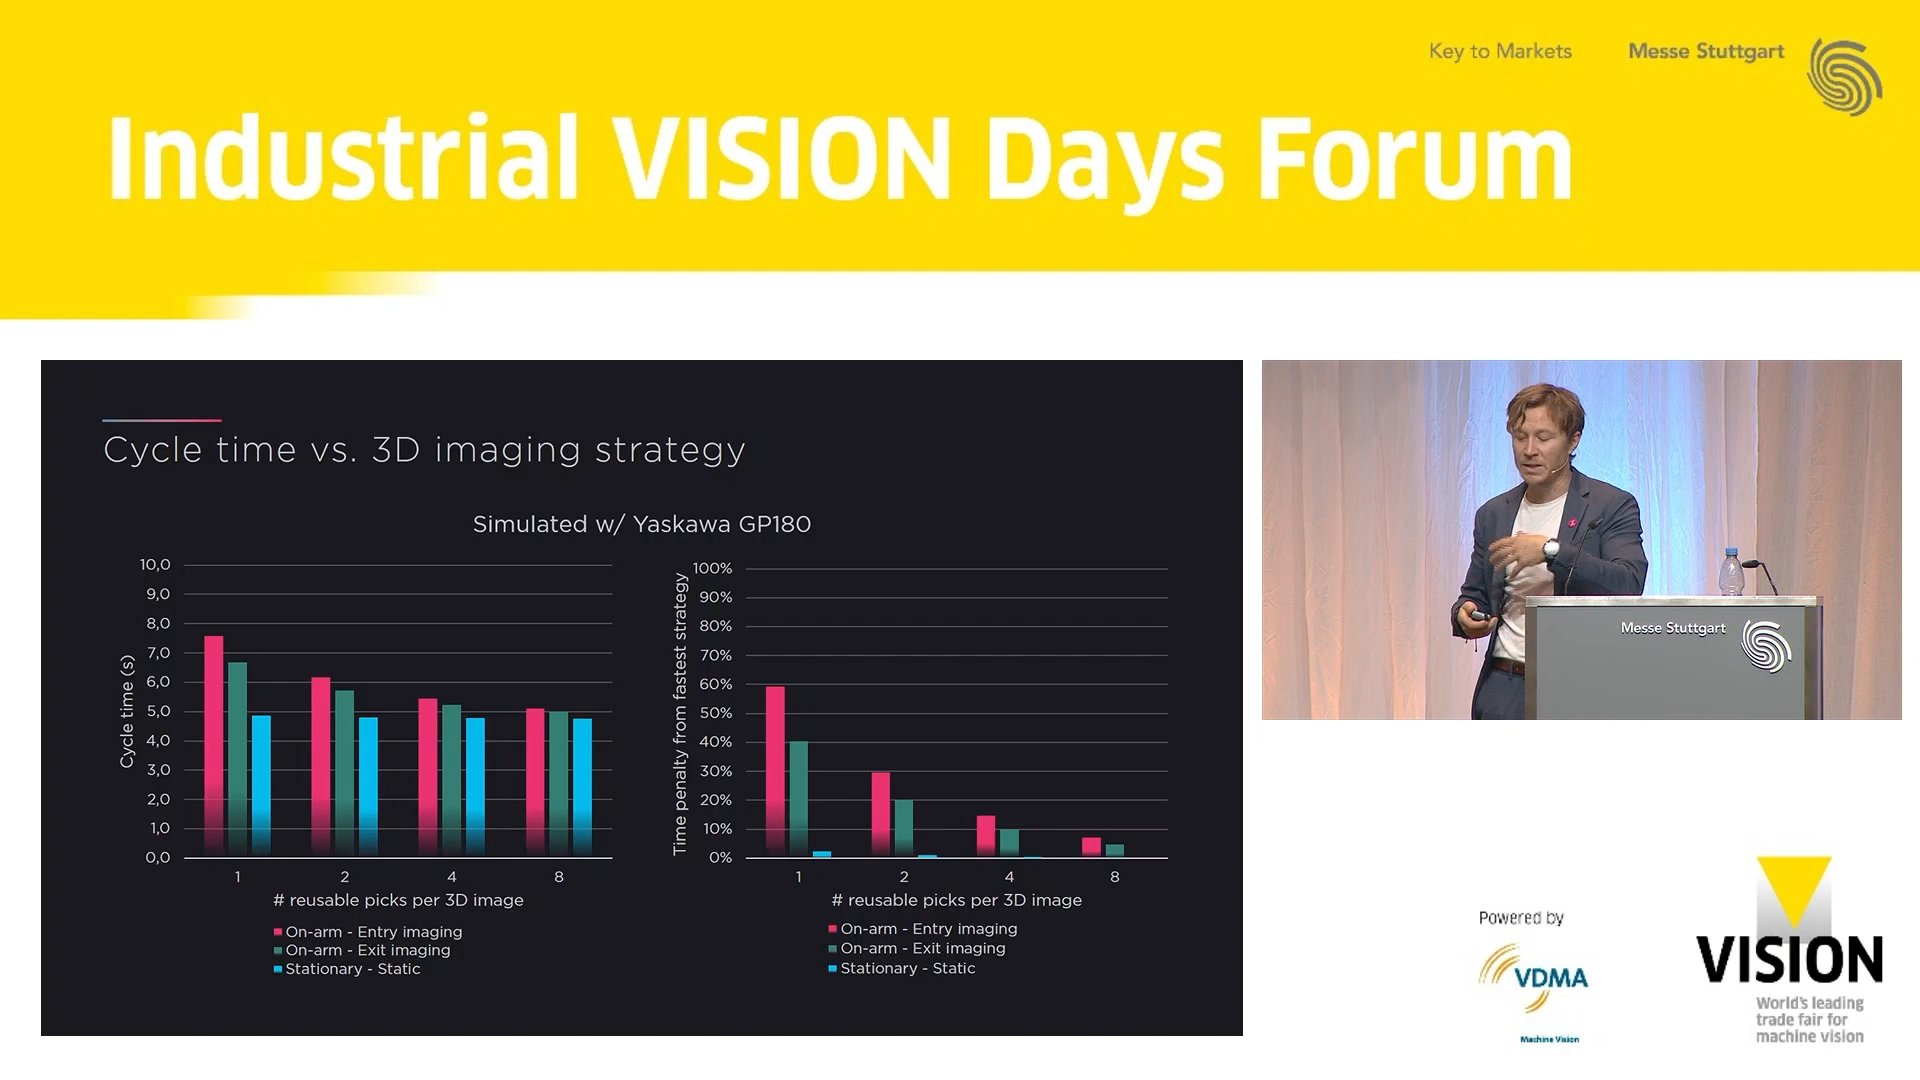 Key to Markets
Messe Stuttgart
Industrial VISION Days Forum
Cycle time vs. 3D imaging strategy
Simulated w/ Yaskawa GP180
Cycle time (s)
10,0
9,0
8,0
7,0
6,0
5,0
4,0
3,0
2,0
1,0
0,0
1 2 4 8
# reusable picks per 3D image
On-arm - Entry imaging
On-arm - Exit imaging
Stationary - Static
Time penalty from fastest strategy
100%
90%
80%
70%
60%
50%
40%
30%
20%
10%
0%
1 2 4 8
# reusable picks per 3D image
On-arm - Entry imaging
On-arm - Exit imaging
Stationary - Static
Messe Stuttgart
Powered by
VDMA
Machine Vision
VISION
World's leading
trade fair for
machine vision